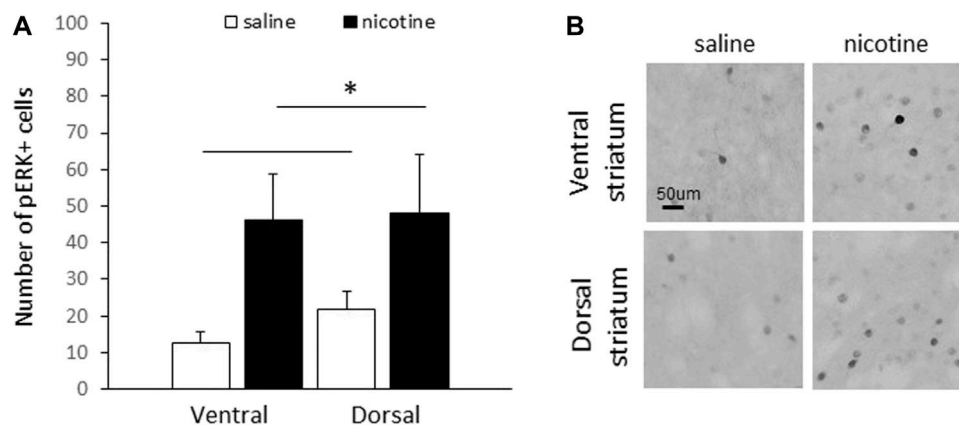 A
saline nicotine
Number of pERK+ cells
100
90
80
70
60
50
40
30
20
10
0
*
Ventral Dorsal
B
saline nicotine
Ventral
striatum
50um
Dorsal
striatum